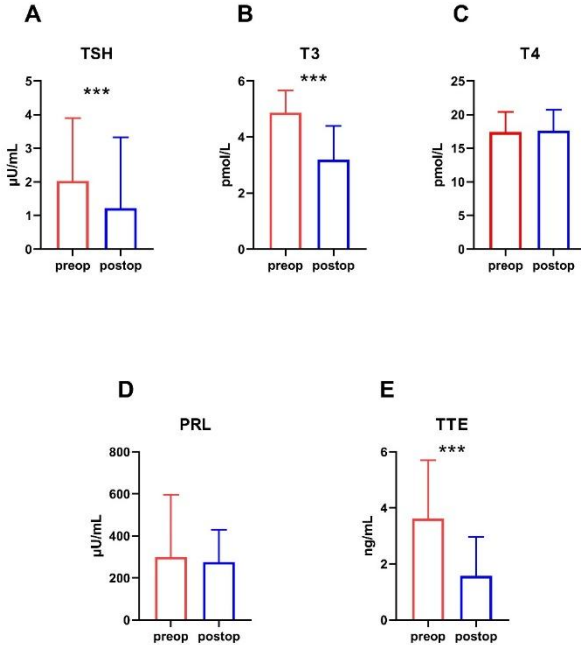 A B C
TSH T3 T4
5 6 25
*** ***
4 20
4
3 15
µU/mL pmol/L pmol/L
2 10
2
1 5
0 0 0
preop postop preop postop preop postop
D E
PRL TTE
800 6
***
600
4
400
µU/mL ng/mL
2
200
0 0
preop postop preop postop